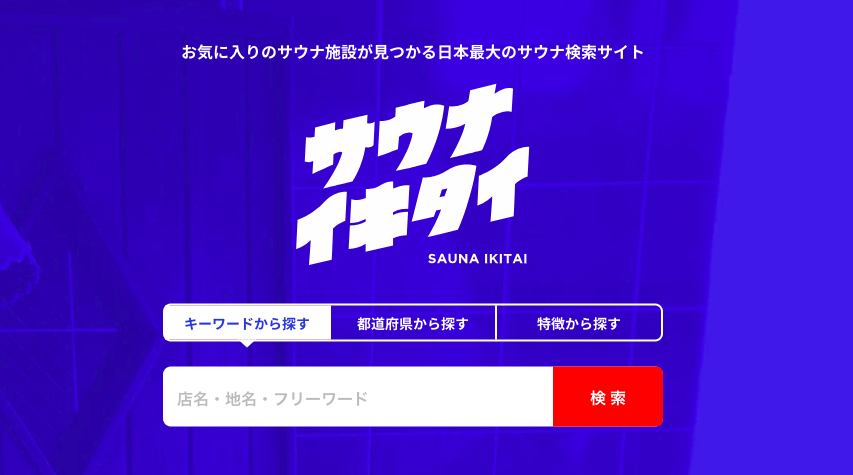 お気に入りのサウナ施設が見つかる日本最大のサウナ検索サイト
サウナ
イキタイ
SAUNA IKITAI
キーワードから探す
都道府県から探す
特徴から探す
店名・地名・フリーワード
検索